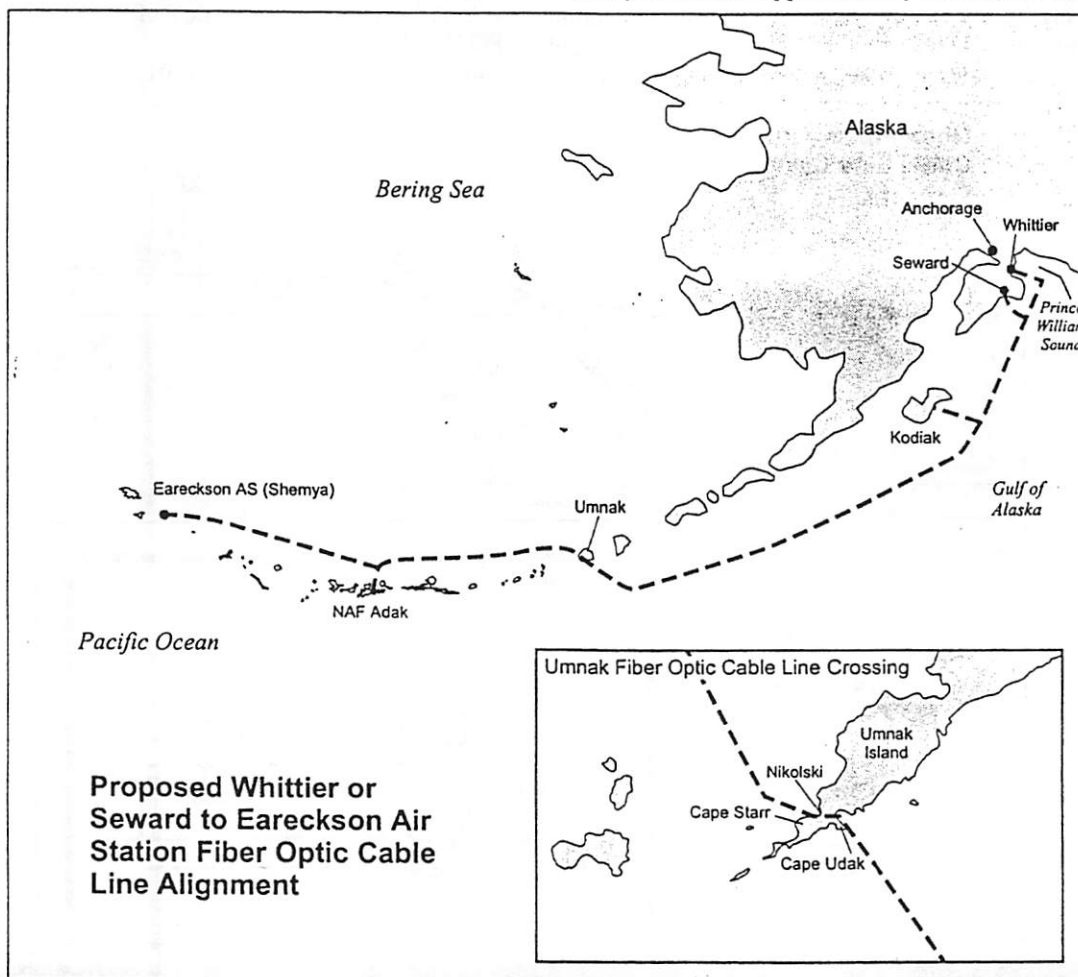 Alaska
Bering Sea
Anchorage
Whittier
Seward
Prince
William
Sound
Kodiak
Gulf of
Alaska
Eareckson AS (Shemya)
Umnak
NAF Adak
Pacific Ocean
Umnak Fiber Optic Cable Line Crossing
Umnak
Island
Nikolski
Cape Starr
Cape Udak
Proposed Whittier or
Seward to Eareckson Air
Station Fiber Optic Cable
Line Alignment